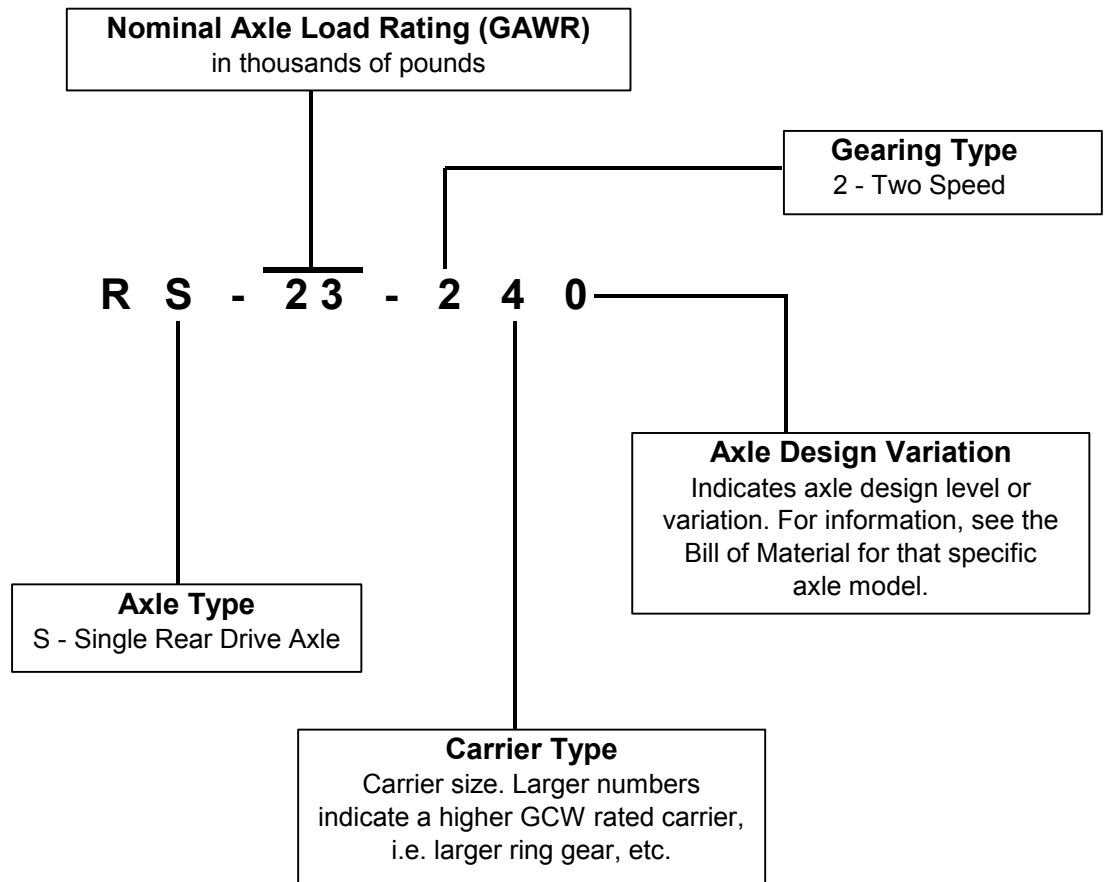 Nominal Axle Load Rating (GAWR)
in thousands of pounds
Gearing Type
2 - Two Speed
R S - 2 3 - 2 4 0
Axle Design Variation
Indicates axle design level or
variation. For information, see the
Bill of Material for that specific
axle model.
Axle Type
S - Single Rear Drive Axle
Carrier Type
Carrier size. Larger numbers
indicate a higher GCW rated carrier,
i.e. larger ring gear, etc.